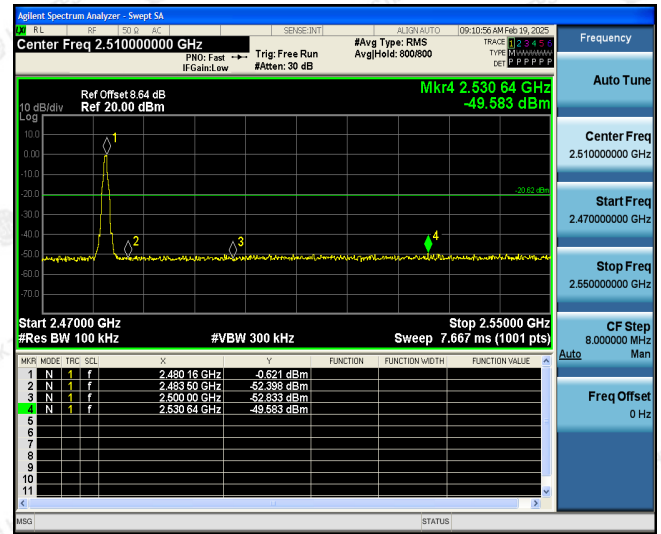 Agilent Spectrum Analyzer - Swept SA
LXI RL RF 50 Ω AC SENSE:INT ALIGN AUTO 09:10:56 AM Feb 19, 2025
Center Freq 2.510000000 GHz
PNO: Fast
IFGain:Low
Trig: Free Run
#Atten: 30 dB
#Avg Type: RMS
Avg|Hold: 800/800
TRACE 1 2 3 4 5 6
TYPE M W W W W W
DET P P P P P P
Ref Offset 8.64 dB
Ref 20.00 dBm
10 dB/div
Log
Mkr4 2.530 64 GHz
-49.583 dBm
10.0
0.00
-10.0
-20.0
-30.0
-40.0
-50.0
-60.0
-70.0
1
2
3
4
-20.62 dBm
Start 2.47000 GHz Stop 2.55000 GHz
#Res BW 100 kHz #VBW 300 kHz Sweep 7.667 ms (1001 pts)
MKR MODE TRC SCL X Y FUNCTION FUNCTION WIDTH FUNCTION VALUE
1 N 1 f 2.480 16 GHz -0.621 dBm
2 N 1 f 2.483 50 GHz -52.398 dBm
3 N 1 f 2.500 00 GHz -52.833 dBm
4 N 1 f 2.530 64 GHz -49.583 dBm
5
6
7
8
9
10
11
MSG STATUS
Frequency
Auto Tune
Center Freq
2.510000000 GHz
Start Freq
2.470000000 GHz
Stop Freq
2.550000000 GHz
CF Step
8.000000 MHz
Auto Man
Freq Offset
0 Hz